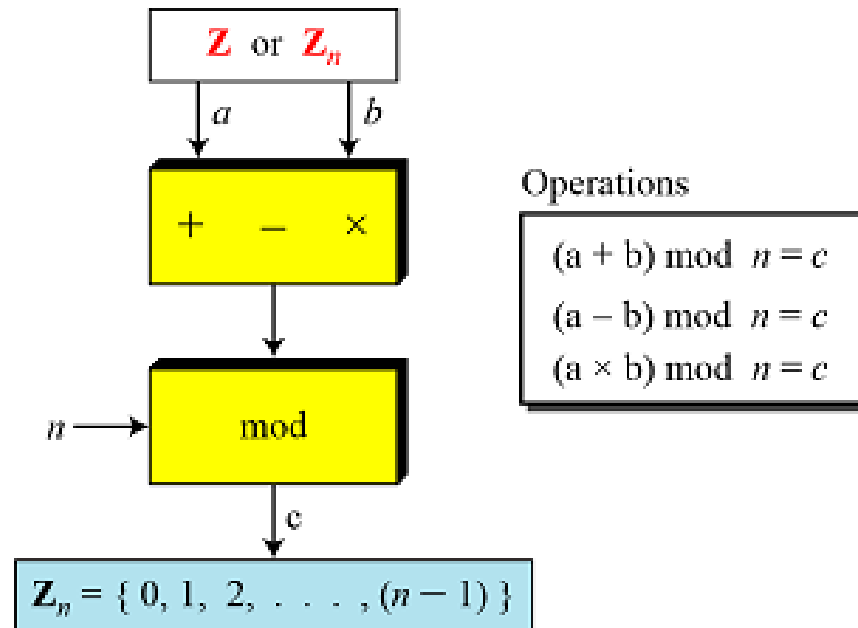 Z or Zn
a b
+ − ×
n mod
c
Zn = { 0, 1, 2, . . . , (n − 1) }
Operations
(a + b) mod n = c
(a − b) mod n = c
(a × b) mod n = c